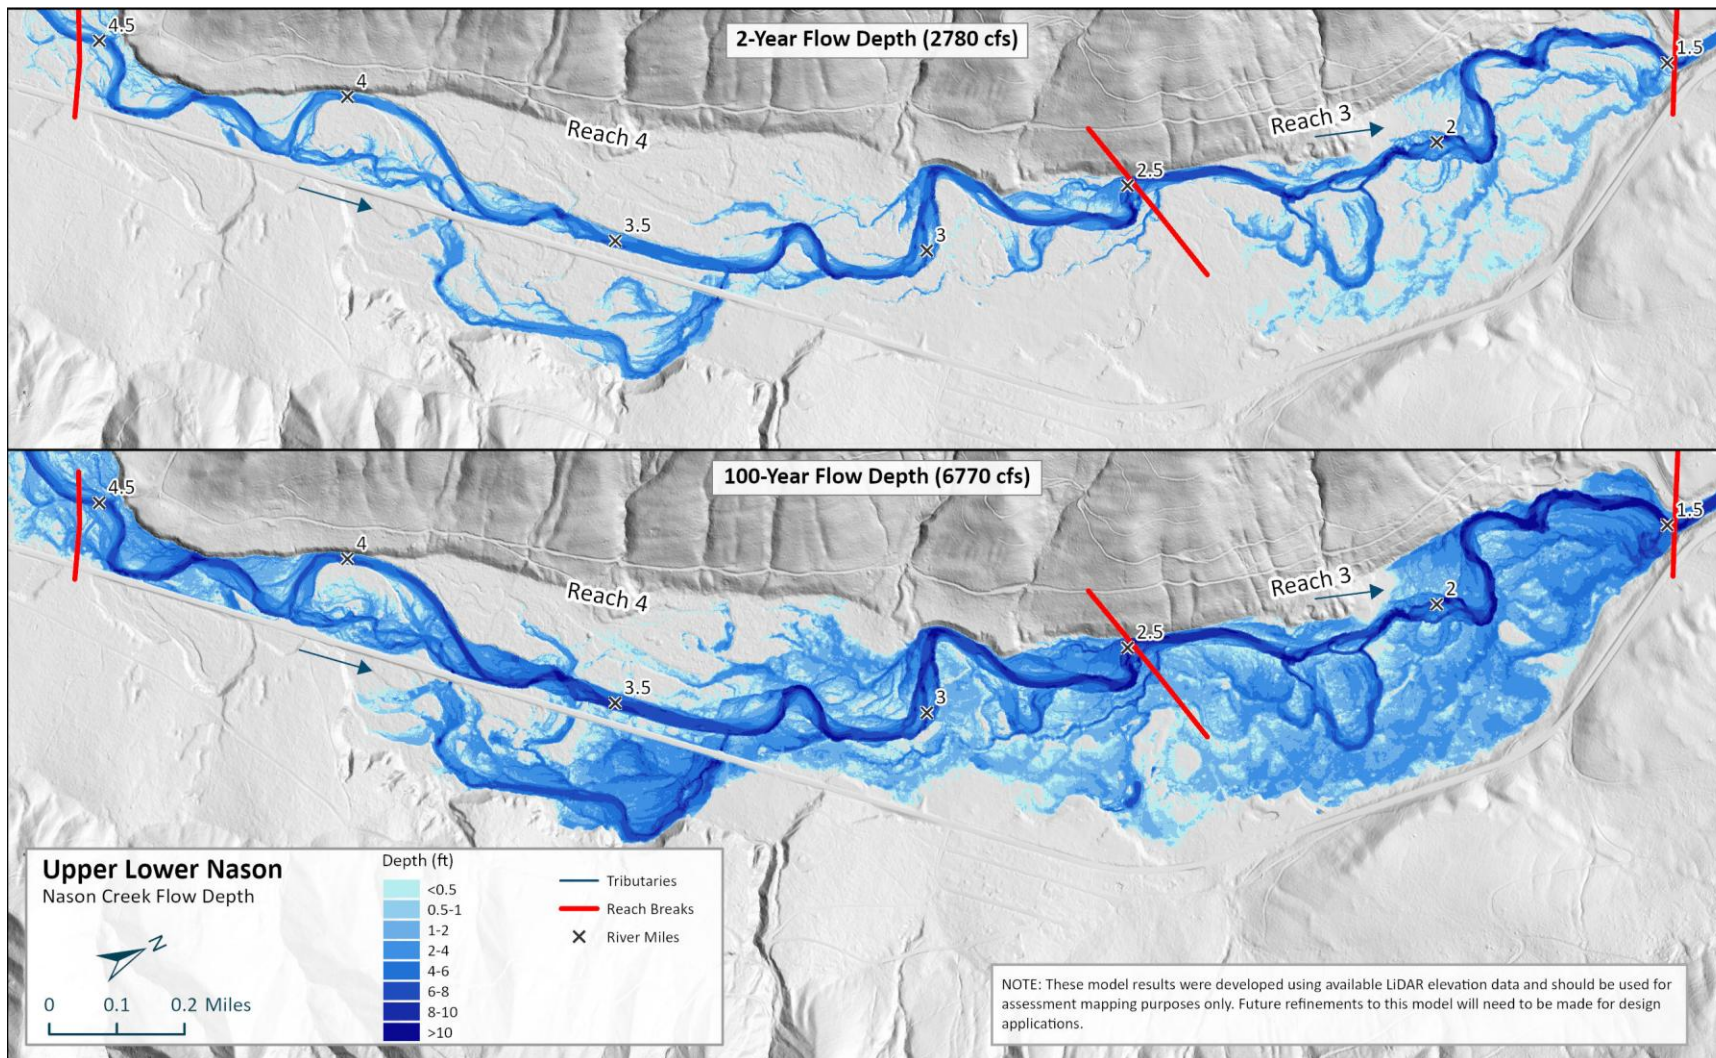 2-Year Flow Depth (2780 cfs)
4.5
4
Reach 4
3.5
3
2.5
Reach 3
2
1.5
100-Year Flow Depth (6770 cfs)
4.5
4
Reach 4
3.5
3
2.5
Reach 3
2
1.5
Upper Lower Nason
Nason Creek Flow Depth
N
0 0.1 0.2 Miles
Depth (ft)
<0.5
0.5-1
1-2
2-4
4-6
6-8
8-10
>10
Tributaries
Reach Breaks
River Miles
NOTE: These model results were developed using available LiDAR elevation data and should be used for
assessment mapping purposes only. Future refinements to this model will need to be made for design
applications.